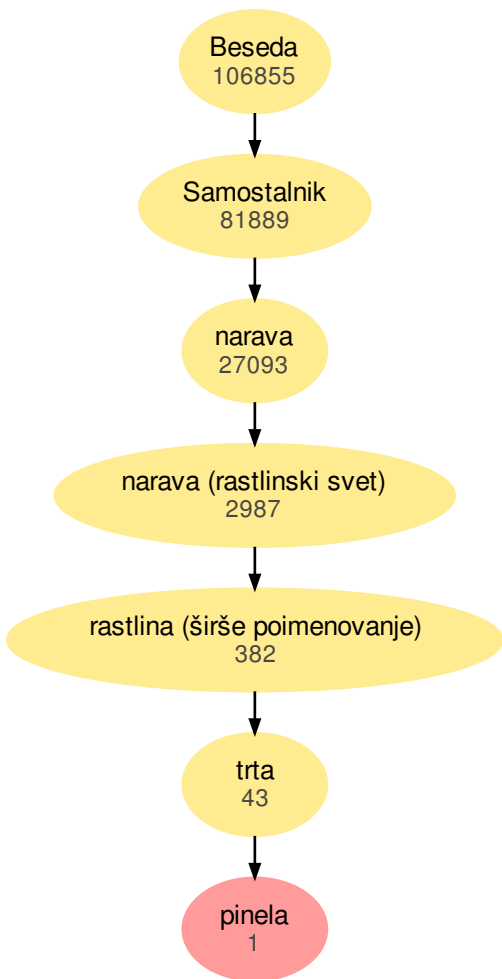 Beseda
106855
Samostalnik
81889
narava
27093
narava (rastlinski svet)
2987
rastlina (širše poimenovanje)
382
trta
43
pinela
1